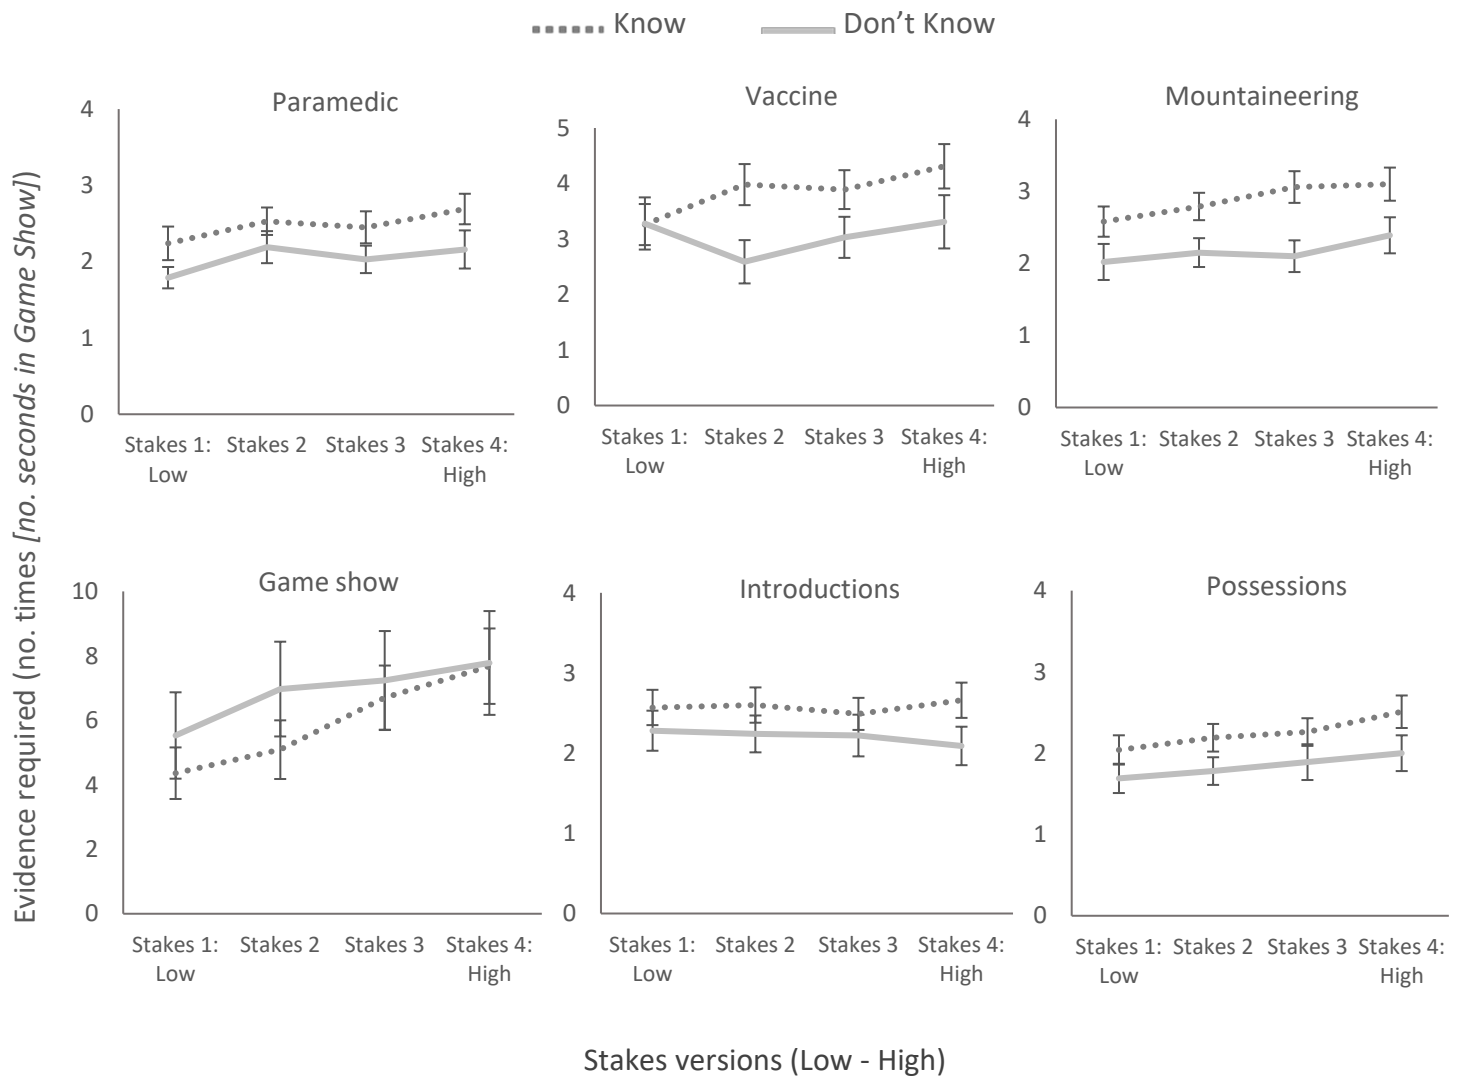 Know
Don't Know
Evidence required (no. times [no. seconds in Game Show])
Paramedic
4
3
2
1
0
Stakes 1: Low
Stakes 2
Stakes 3
Stakes 4: High
Vaccine
5
4
3
2
1
0
Stakes 1: Low
Stakes 2
Stakes 3
Stakes 4: High
Mountaineering
4
3
2
1
0
Stakes 1: Low
Stakes 2
Stakes 3
Stakes 4: High
Game show
10
8
6
4
2
0
Stakes 1: Low
Stakes 2
Stakes 3
Stakes 4: High
Introductions
4
3
2
1
0
Stakes 1: Low
Stakes 2
Stakes 3
Stakes 4: High
Possessions
4
3
2
1
0
Stakes 1: Low
Stakes 2
Stakes 3
Stakes 4: High
Stakes versions (Low - High)